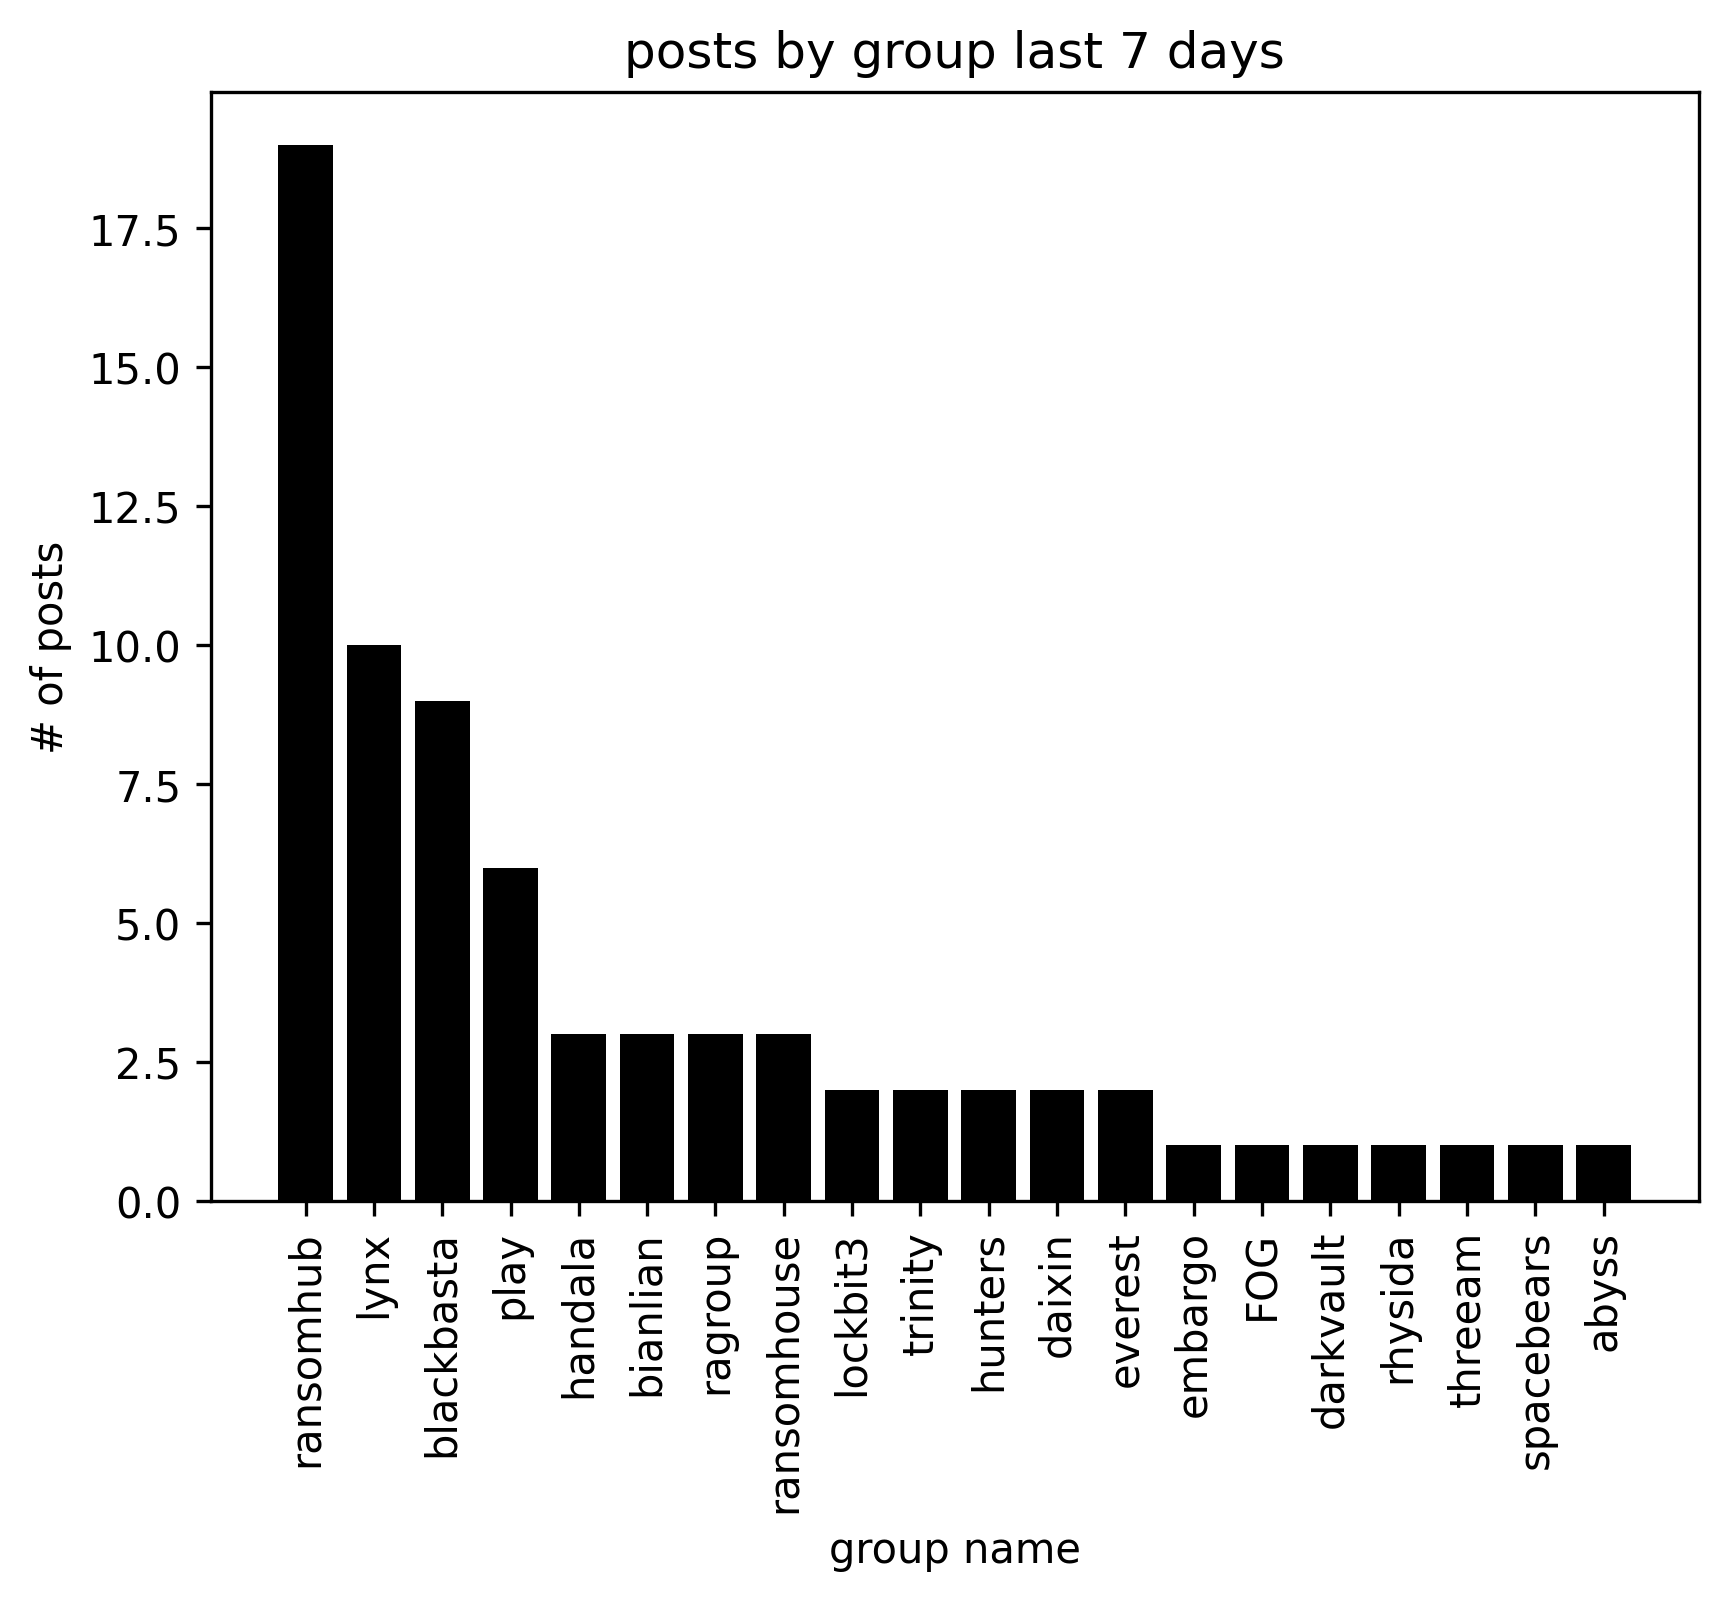 posts by group last 7 days
# of posts
17.5
15.0
12.5
10.0
7.5
5.0
2.5
0.0
ransomhub
lynx
blackbasta
play
handala
bianlian
ragroup
ransomhouse
lockbit3
trinity
hunters
daixin
everest
embargo
FOG
darkvault
rhysida
threeam
spacebears
abyss
group name